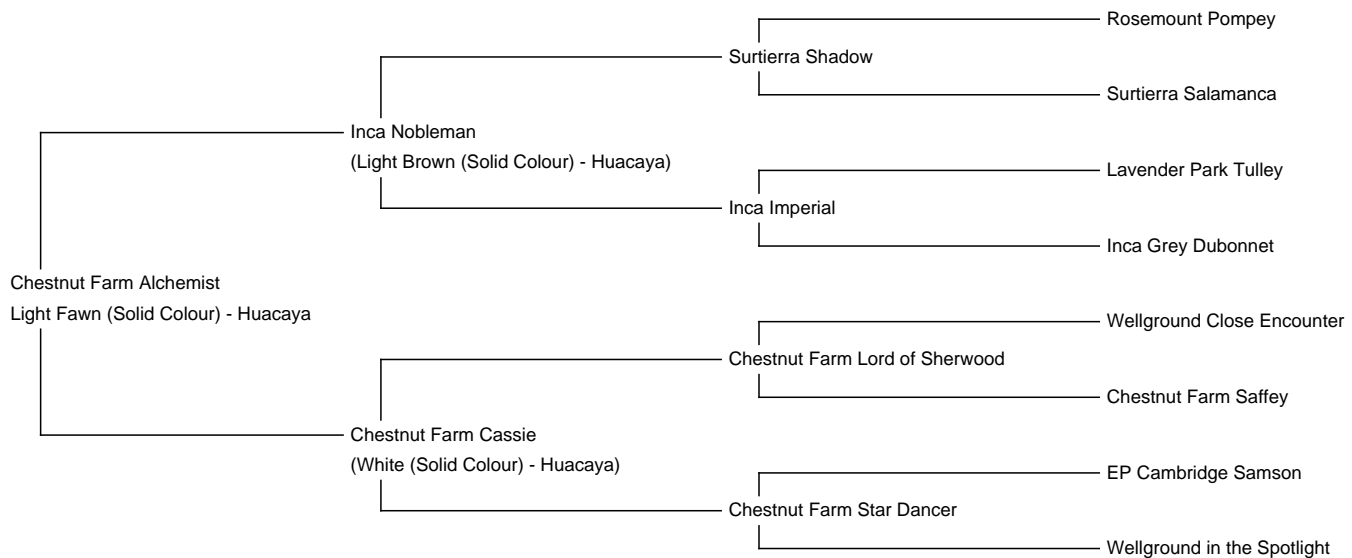 Rosemount Pompey
Surtierra Shadow
Surtierra Salamanca
Inca Nobleman
(Light Brown (Solid Colour) - Huacaya)
Lavender Park Tulley
Inca Imperial
Inca Grey Dubonnet
Chestnut Farm Alchemist
Light Fawn (Solid Colour) - Huacaya
Wellground Close Encounter
Chestnut Farm Lord of Sherwood
Chestnut Farm Saffey
Chestnut Farm Cassie
(White (Solid Colour) - Huacaya)
EP Cambridge Samson
Chestnut Farm Star Dancer
Wellground in the Spotlight